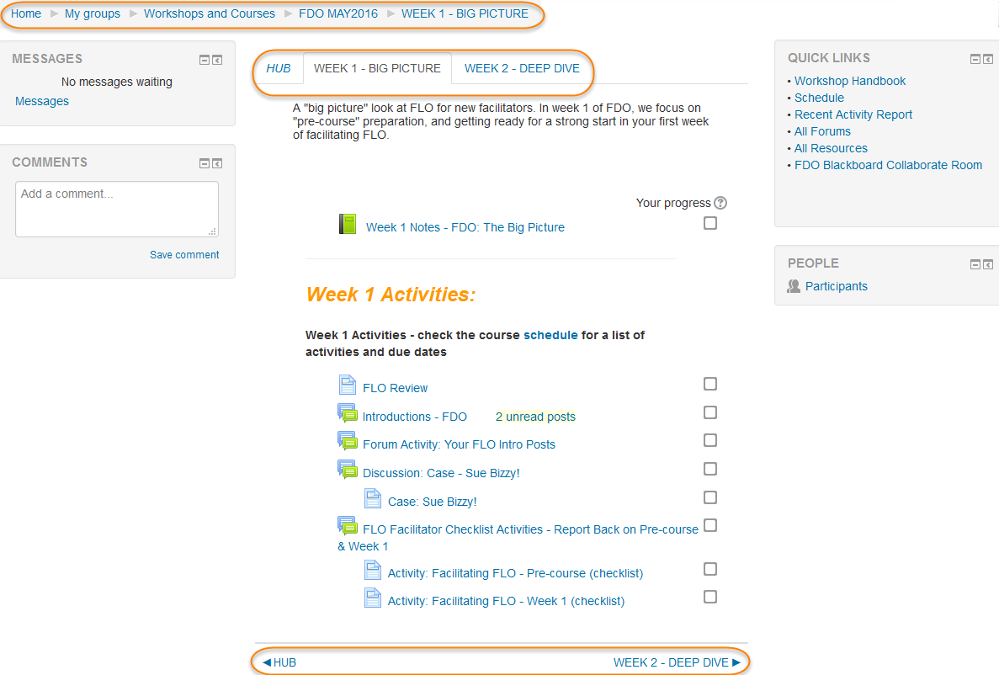 Home ► My groups ► Workshops and Courses ► FDO MAY2016 ► WEEK 1 - BIG PICTURE
MESSAGES
No messages waiting
Messages
COMMENTS
Add a comment...
Save comment
HUB WEEK 1 - BIG PICTURE WEEK 2 - DEEP DIVE
A "big picture" look at FLO for new facilitators. In week 1 of FDO, we focus on
"pre-course" preparation, and getting ready for a strong start in your first week
of facilitating FLO.
Your progress ?
Week 1 Notes - FDO: The Big Picture
Week 1 Activities:
Week 1 Activities - check the course schedule for a list of
activities and due dates
FLO Review
Introductions - FDO 2 unread posts
Forum Activity: Your FLO Intro Posts
Discussion: Case - Sue Bizzy!
Case: Sue Bizzy!
FLO Facilitator Checklist Activities - Report Back on Pre-course
& Week 1
Activity: Facilitating FLO - Pre-course (checklist)
Activity: Facilitating FLO - Week 1 (checklist)
◄HUB WEEK 2 - DEEP DIVE►
QUICK LINKS
• Workshop Handbook
• Schedule
• Recent Activity Report
• All Forums
• All Resources
• FDO Blackboard Collaborate Room
PEOPLE
Participants